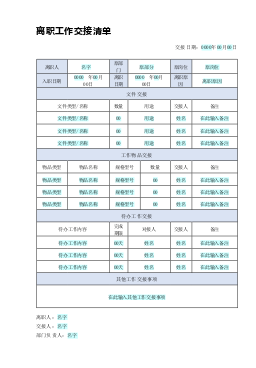 离职工作交接清单
交接日期：0000年00月00日
离职人 名字 原部门 原部分 原岗位 原岗位
入职日期 0000年00月00日 离职日期 0000年00月00日 离职原因 离职原因
文件交接
文件类型/名称 数量 用途 交接人 备注
文件类型/名称 00 用途 姓名 在此输入备注
文件类型/名称 00 用途 姓名 在此输入备注
文件类型/名称 00 用途 姓名 在此输入备注
工作物品交接
物品类型 物品名称 规格型号 数量 交接人 备注
物品类型 物品名称 规格型号 00 姓名 在此输入备注
物品类型 物品名称 规格型号 00 姓名 在此输入备注
物品类型 物品名称 规格型号 00 姓名 在此输入备注
待办工作交接
待办工作内容 完成期限 对接人 交接人 备注
待办工作内容 00天 姓名 姓名 在此输入备注
待办工作内容 00天 姓名 姓名 在此输入备注
待办工作内容 00天 姓名 姓名 在此输入备注
其他工作交接事项
在此输入其他工作交接事项
离职人：名字
交接人：名字
部门负责人：名字